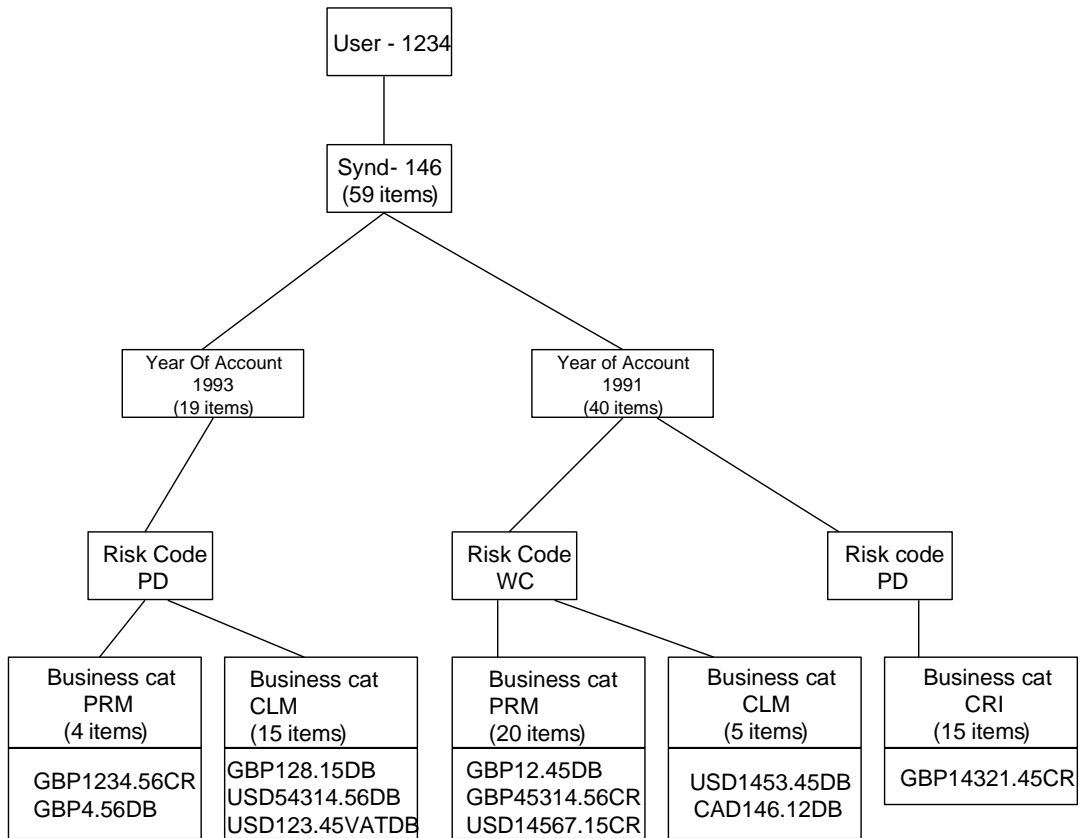 User - 1234
Synd- 146
(59 items)
Year Of Account
1993
(19 items)
Year of Account
1991
(40 items)
Risk Code
PD
Risk Code
WC
Risk code
PD
Business cat
PRM
(4 items)
GBP1234.56CR
GBP4.56DB
Business cat
CLM
(15 items)
GBP128.15DB
USD54314.56DB
USD123.45VATDB
Business cat
PRM
(20 items)
GBP12.45DB
GBP45314.56CR
USD14567.15CR
Business cat
CLM
(5 items)
USD1453.45DB
CAD146.12DB
Business cat
CRI
(15 items)
GBP14321.45CR